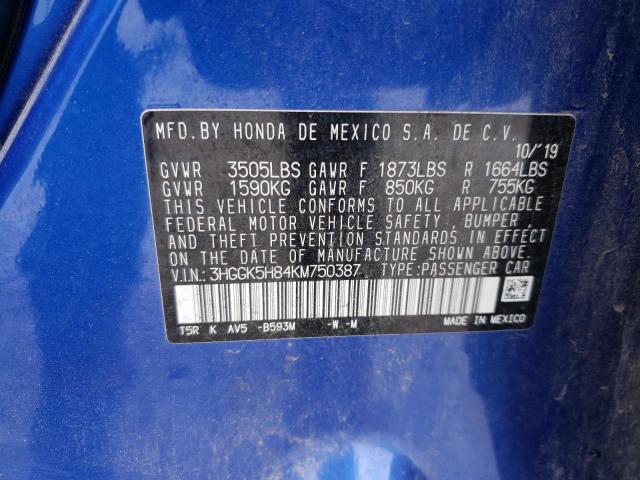 MFD. BY HONDA DE MEXICO S.A. DE C.V.
10/'19
GVWR 3505LBS GAWR F 1873LBS R 1664LBS
GVWR 1590KG GAWR F 850KG R 755KG
THIS VEHICLE CONFORMS TO ALL APPLICABLE
FEDERAL MOTOR VEHICLE SAFETY, BUMPER,
AND THEFT PREVENTION STANDARDS IN EFFECT
ON THE DATE OF MANUFACTURE SHOWN ABOVE.
V.I.N.: 3HGGK5H84KM750387 TYPE:PASSENGER CAR
T5R K AV5 -B593M -W -M
MADE IN MEXICO